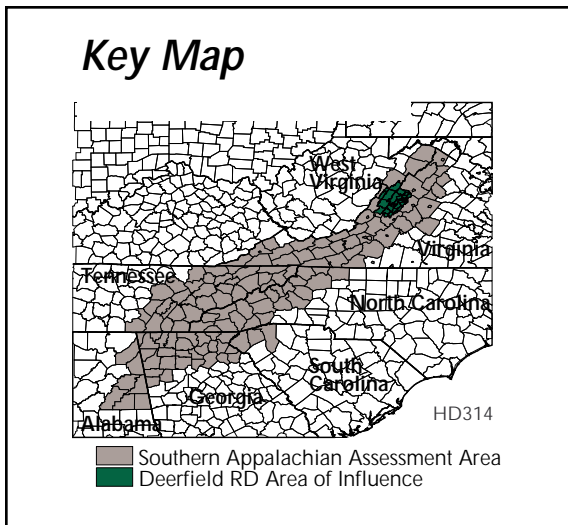 Key Map
West
Virginia
Virginia
Tennessee
North Carolina
South
Carolina
Georgia
Alabama
HD314
Southern Appalachian Assessment Area
Deerfield RD Area of Influence